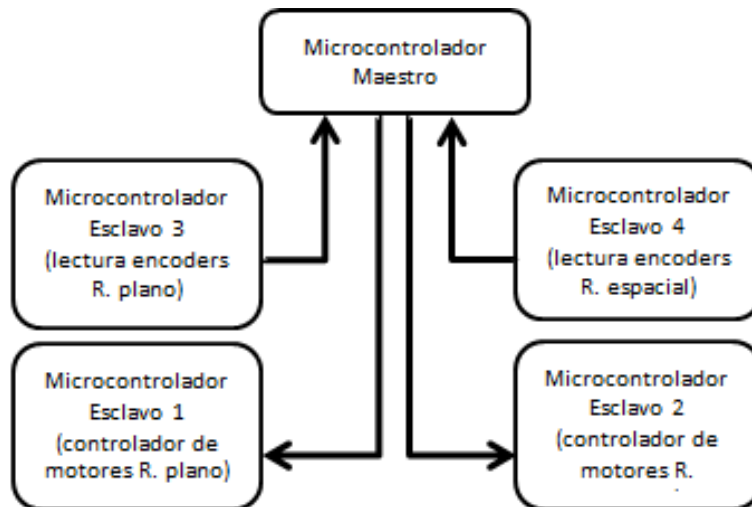 Microcontrolador
Maestro
Microcontrolador
Esclavo 3
(lectura encoders
R. plano)
Microcontrolador
Esclavo 4
(lectura encoders
R. espacial)
Microcontrolador
Esclavo 1
(controlador de
motores R. plano)
Microcontrolador
Esclavo 2
(controlador de
motores R.